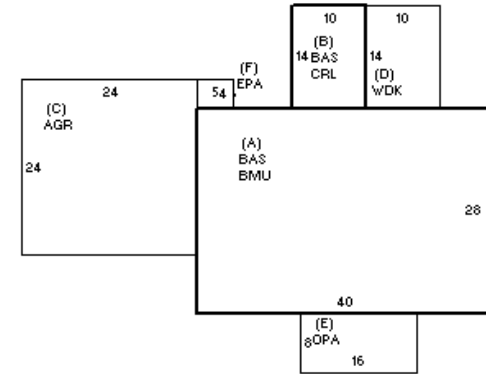 10
10
(B)
14 BAS
CRL
14
(D)
WDK
(F)
EPA
24
54
(C)
AGR
24
(A)
BAS
BMU
28
40
(E)
8 OPA
16